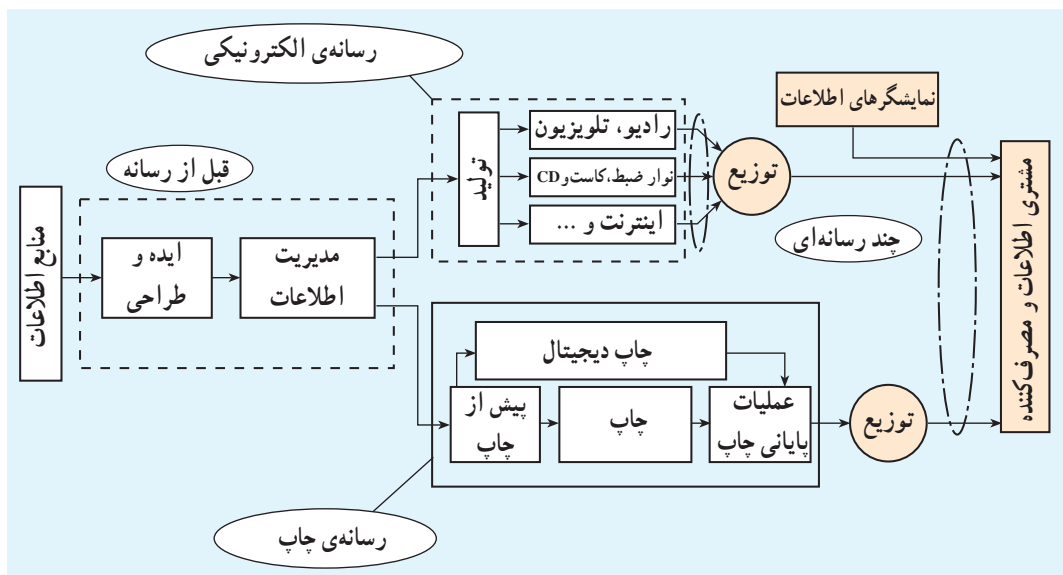 رسانه‌ی الکترونیکی
نمایشگرهای اطلاعات
رادیو، تلویزیون
نوار ضبط،کاست و CD
اینترنت و ...
تولید
توزیع
چند رسانه‌ای
قبل از رسانه
منابع اطلاعات
ایده و
طراحی
مدیریت
اطلاعات
چاپ دیجیتال
پیش از
چاپ
چاپ
عملیات
پایانی چاپ
توزیع
مشتری اطلاعات و مصرف‌کننده
رسانه‌ی چاپ